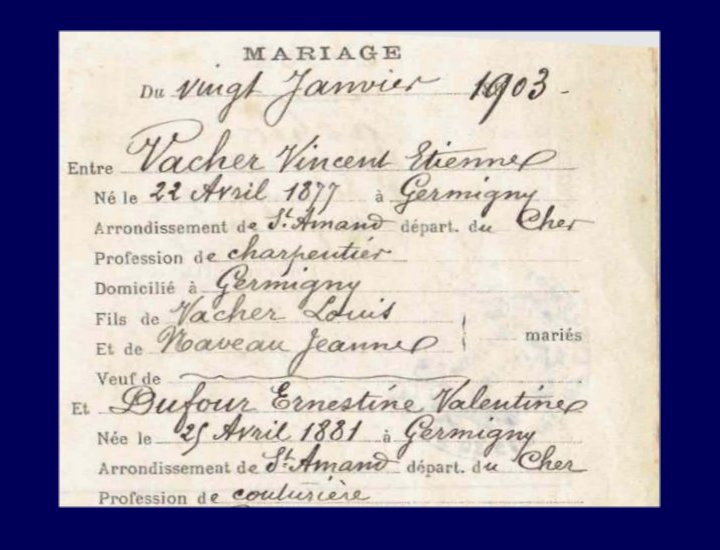 MARIAGE
Du vingt Janvier 1903.
Entre Vacher Vincent Etienne
Né le 22 Avril 1877 à Germigny
Arrondissement de St Amand départ. du Cher
Profession de charpentier
Domicilié à Germigny
Fils de Vacher Louis
Et de Naveau Jeanne
mariés
Veuf de
Et Dufour Ernestine Valentine
Née le 25 Avril 1881 à Germigny
Arrondissement de St Amand départ. du Cher
Profession de couturière